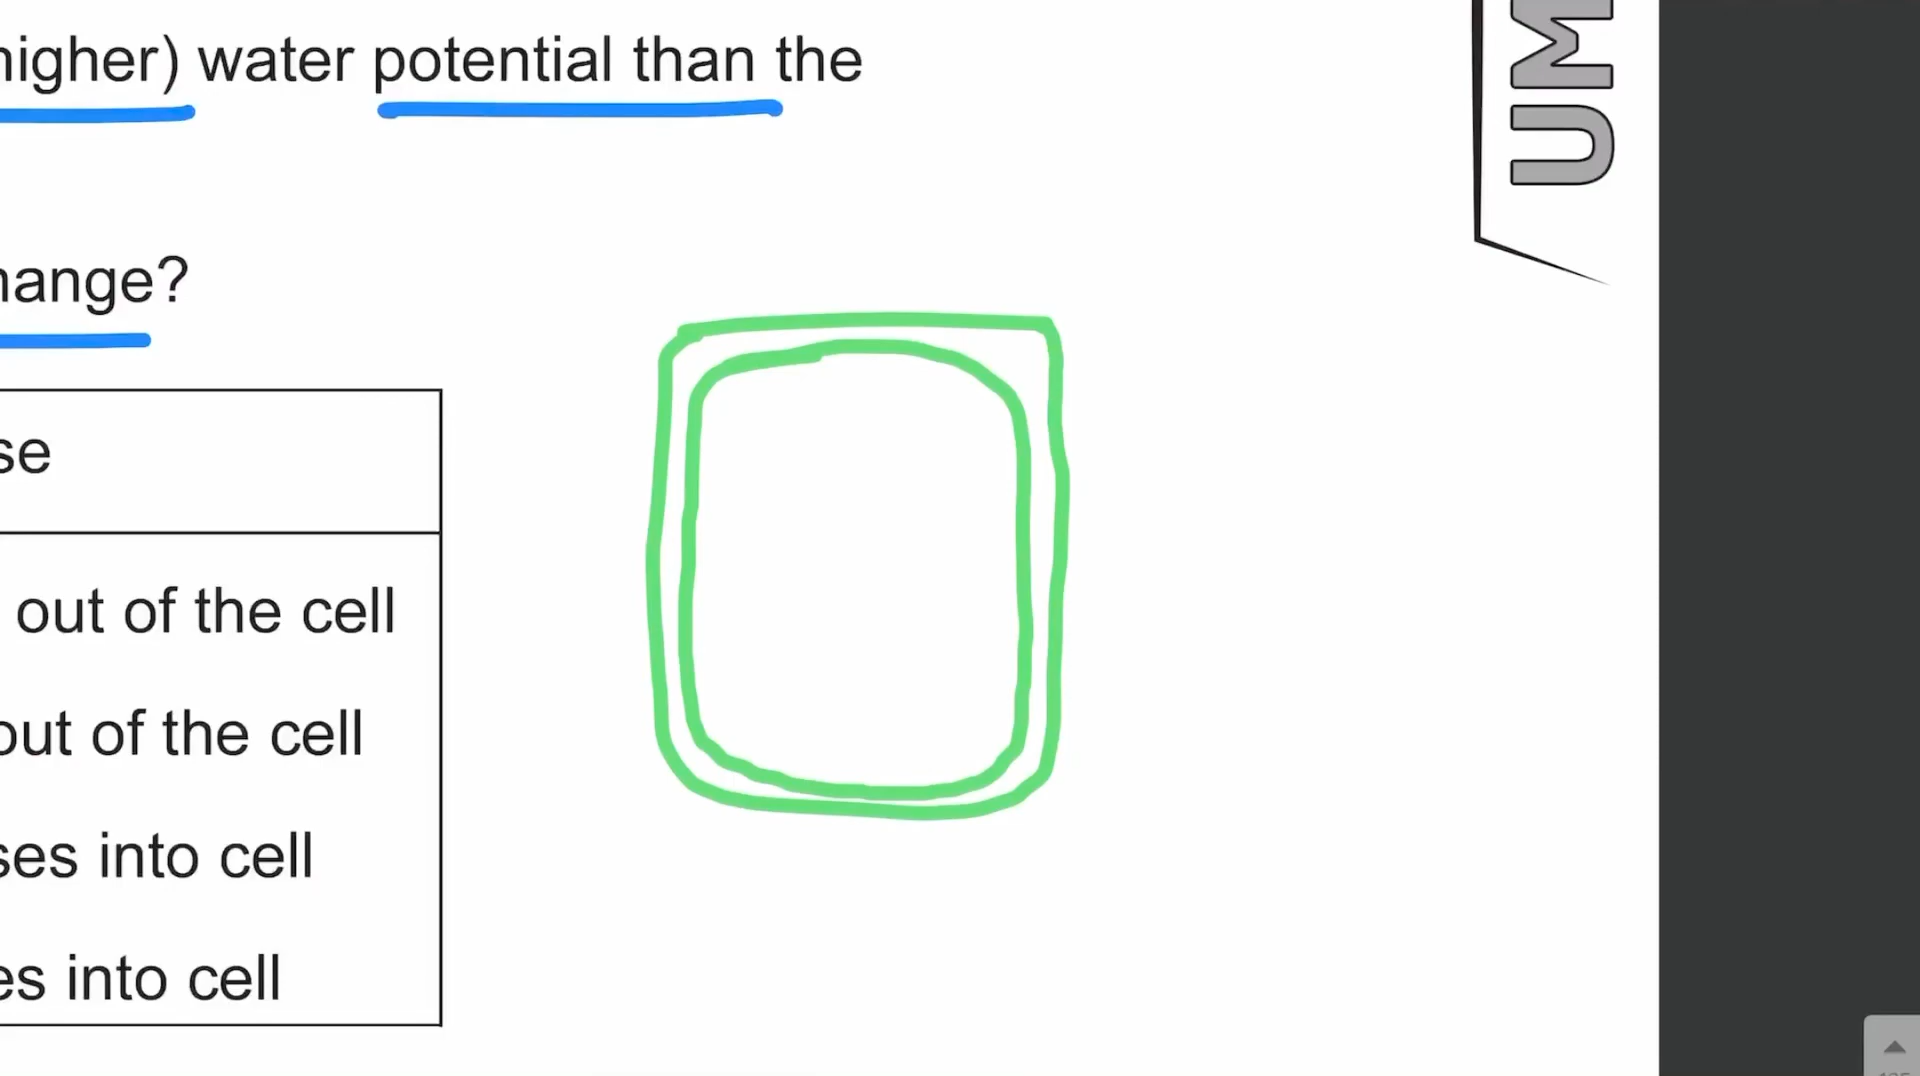 higher) water potential than the
UM
hange?
se
out of the cell
out of the cell
ses into cell
es into cell